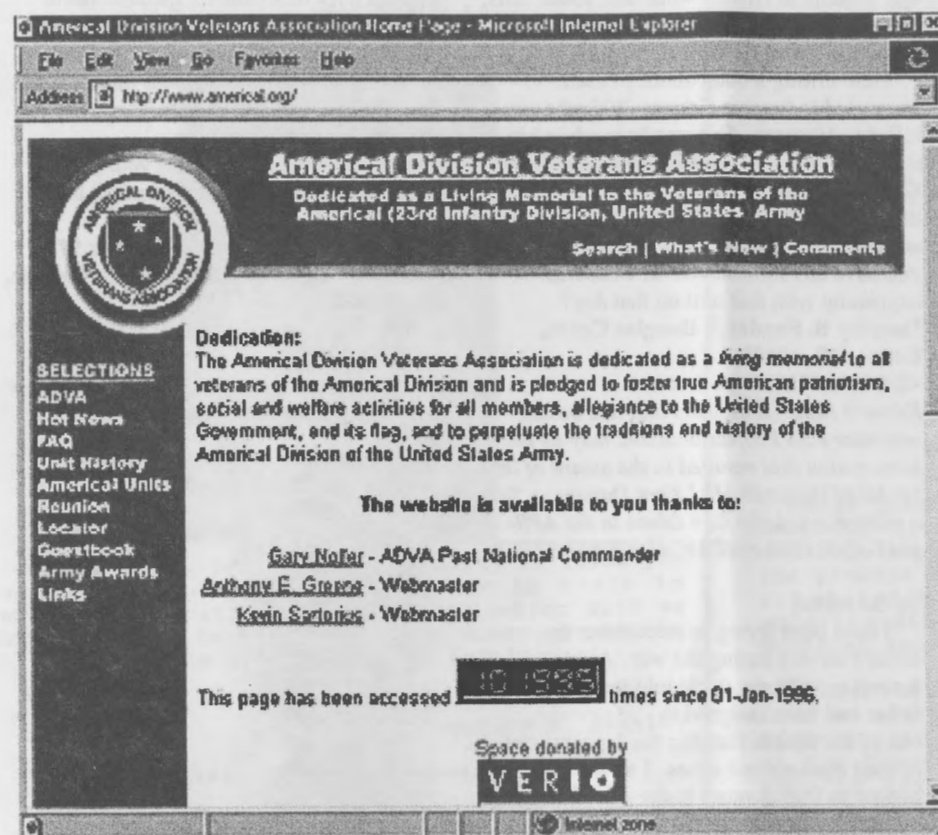 Americal Division Veterans Association Home Page - Microsoft Internet Explorer
File Edit View Go Favorites Help
Address http://www.americal.org/
Americal Division Veterans Association
Dedicated as a Living Memorial to the Veterans of the
Americal (23rd Infantry Division, United States Army
Search | What's New | Comments
AMERICAL DIVISION
VETERANS ASSOCIATION
SELECTIONS
ADVA
Hot News
FAQ
Unit History
Americal Units
Reunion
Locator
Guestbook
Army Awards
Links
Dedication:
The Americal Division Veterans Association is dedicated as a living memorial to all
veterans of the Americal Division and is pledged to foster true American patriotism,
social and welfare activities for all members, allegiance to the United States
Government, and its flag, and to perpetuate the traditions and history of the
Americal Division of the United States Army.
The website is available to you thanks to:
Gary Noller - ADVA Past National Commander
Anthony E. Greene - Webmaster
Kevin Sartorius - Webmaster
This page has been accessed times since 01-Jan-1996.
Space donated by
VERIO
Internet zone